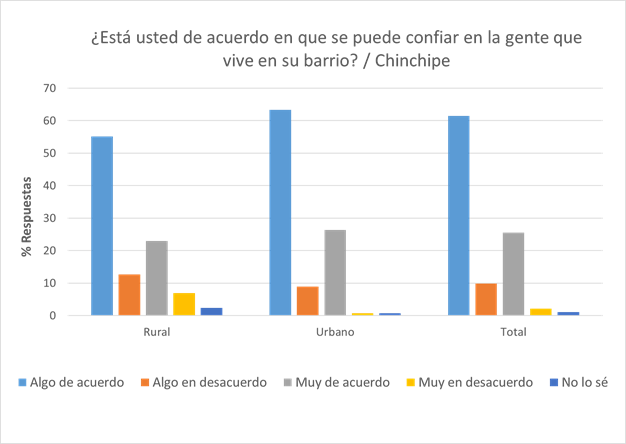 ¿Está usted de acuerdo en que se puede confiar en la gente que
vive en su barrio? / Chinchipe
70
60
50
40
30
20
10
0
% Respuestas
Rural Urbano Total
Algo de acuerdo Algo en desacuerdo Muy de acuerdo Muy en desacuerdo No lo sé